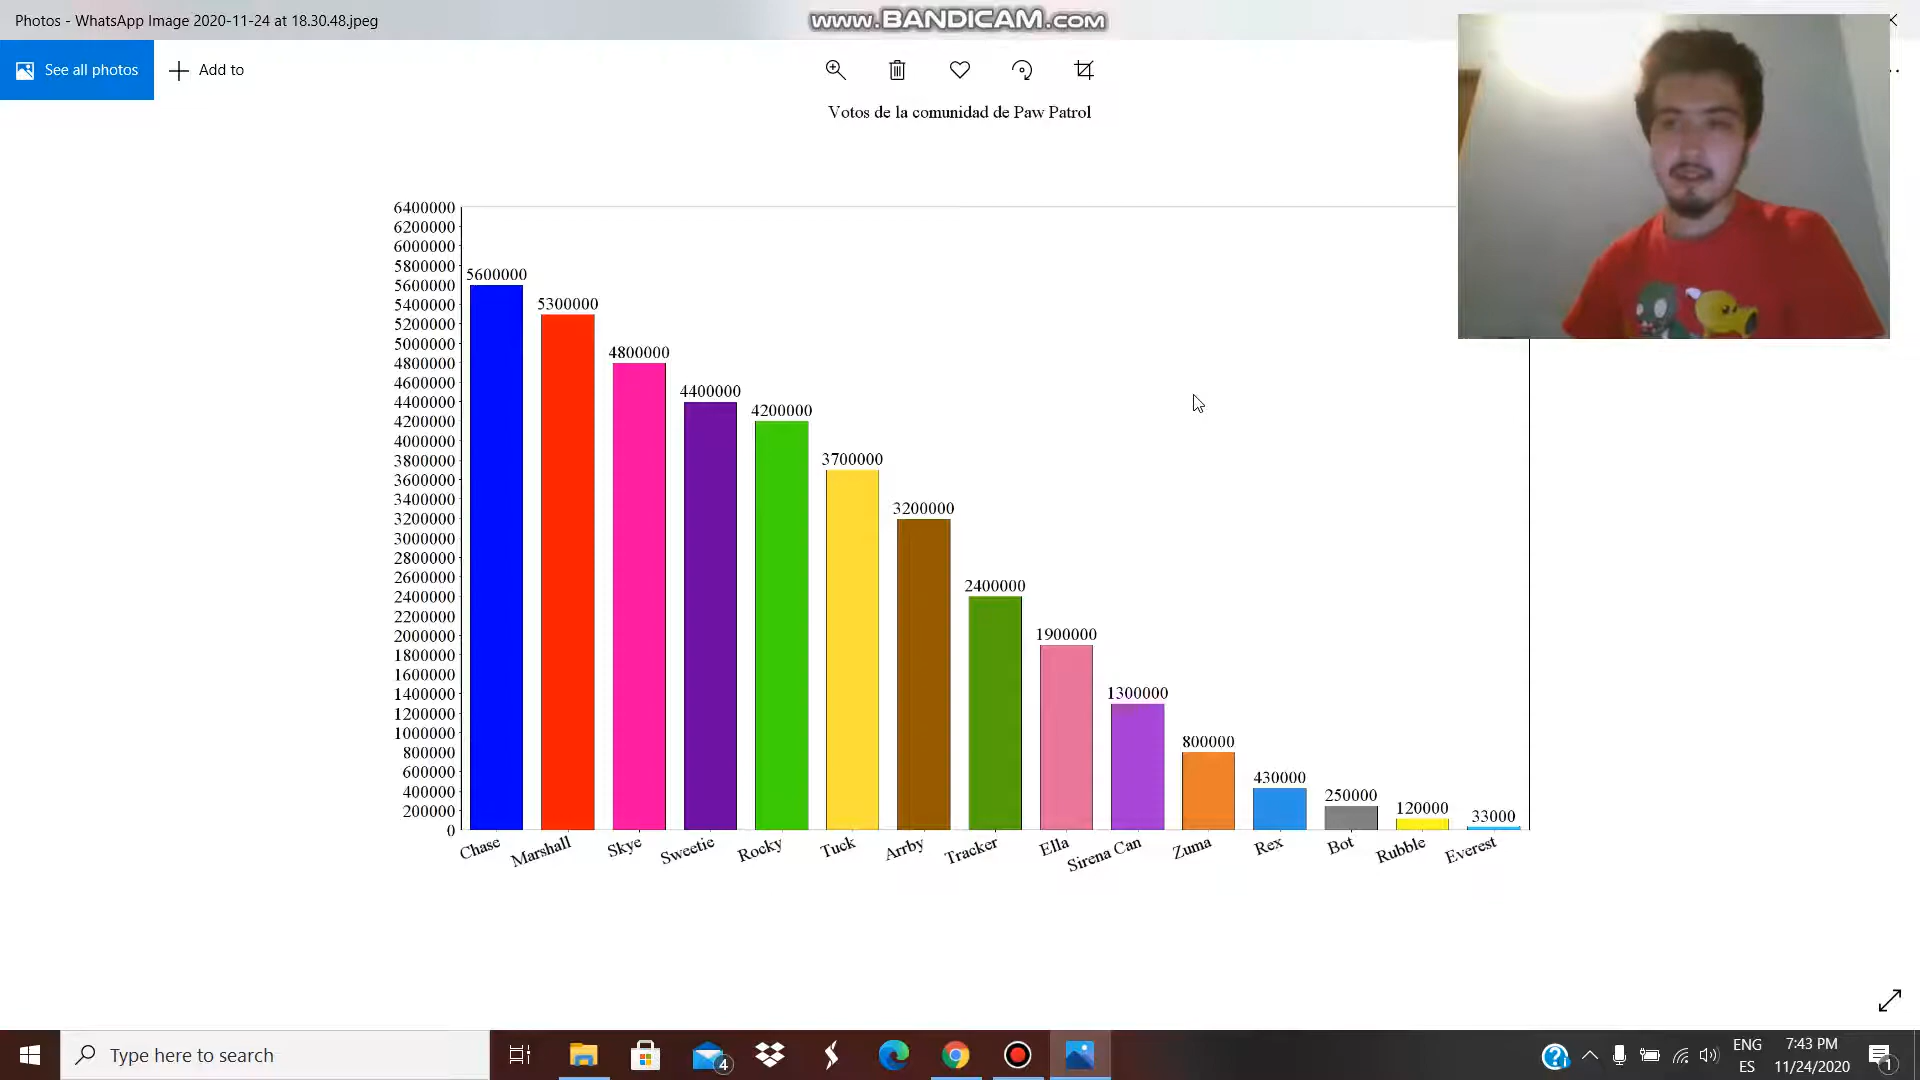 Photos - WhatsApp Image 2020-11-24 at 18.30.48.jpeg
www.BANDICAM.com
See all photos
Add to
Votos de la comunidad de Paw Patrol
6400000
6200000
6000000
5800000
5600000
5400000
5200000
5000000
4800000
4600000
4400000
4200000
4000000
3800000
3600000
3400000
3200000
3000000
2800000
2600000
2400000
2200000
2000000
1800000
1600000
1400000
1200000
1000000
800000
600000
400000
200000
0
5600000
5300000
4800000
4400000
4200000
3700000
3200000
2400000
1900000
1300000
800000
430000
250000
120000
33000
Chase
Marshall
Skye
Sweetie
Rocky
Tuck
Arrby
Tracker
Ella
Sirena Can
Zuma
Rex
Bot
Rubble
Everest
Type here to search
4
ENG
ES
7:43 PM
11/24/2020
1